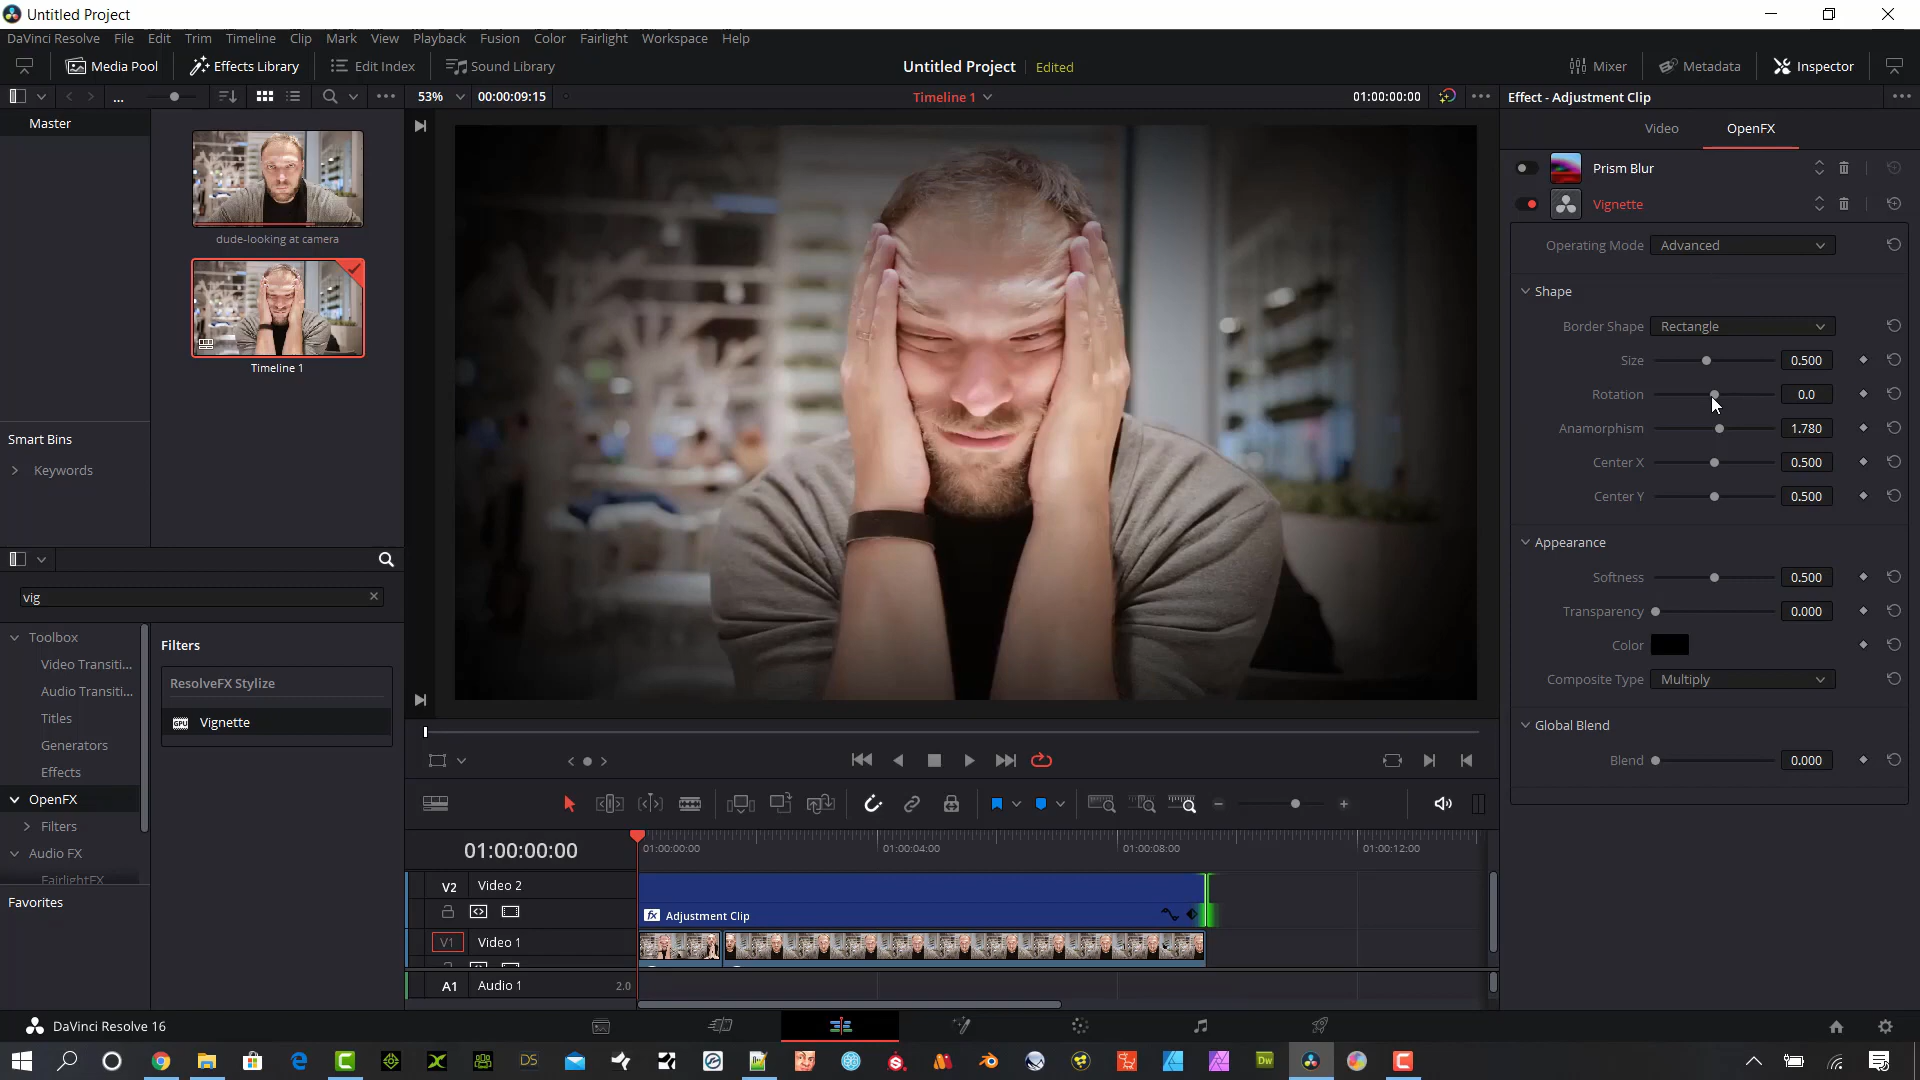 Untitled Project
DaVinci Resolve File Edit Trim Timeline Clip Mark View Playback Fusion Color Fairlight Workspace Help
Media Pool Effects Library Edit Index Sound Library Untitled Project Edited Mixer Metadata Inspector
... 53% 00:00:09:15 Timeline 1 01:00:00:00 Effect - Adjustment Clip
Master
Video OpenFX
Prism Blur
Vignette
dude-looking at camera
Operating Mode Advanced
Shape
Border Shape Rectangle
Size 0.500
Timeline 1
Rotation 0.0
Anamorphism 1.780
Smart Bins
Center X 0.500
Keywords
Center Y 0.500
Appearance
Softness 0.500
vig
Transparency 0.000
Toolbox
Filters
Color
Video Transiti...
ResolveFX Stylize
Composite Type Multiply
Audio Transiti...
Titles
GPU Vignette
Global Blend
Generators
Blend 0.000
Effects
OpenFX
Filters
Audio FX
01:00:00:00 01:00:00:00 01:00:04:00 01:00:08:00 01:00:12:00
FairlightFX
V2 Video 2
Favorites
fx Adjustment Clip
V1 Video 1
A1 Audio 1 2.0
DaVinci Resolve 16
DS
Dw